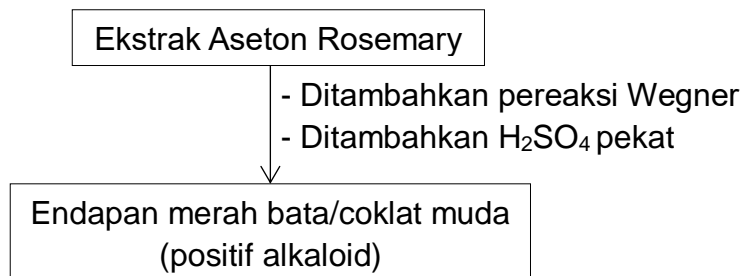 Ekstrak Aseton Rosemary
- Ditambahkan pereaksi Wegner
- Ditambahkan H₂SO₄ pekat
Endapan merah bata/coklat muda
(positif alkaloid)